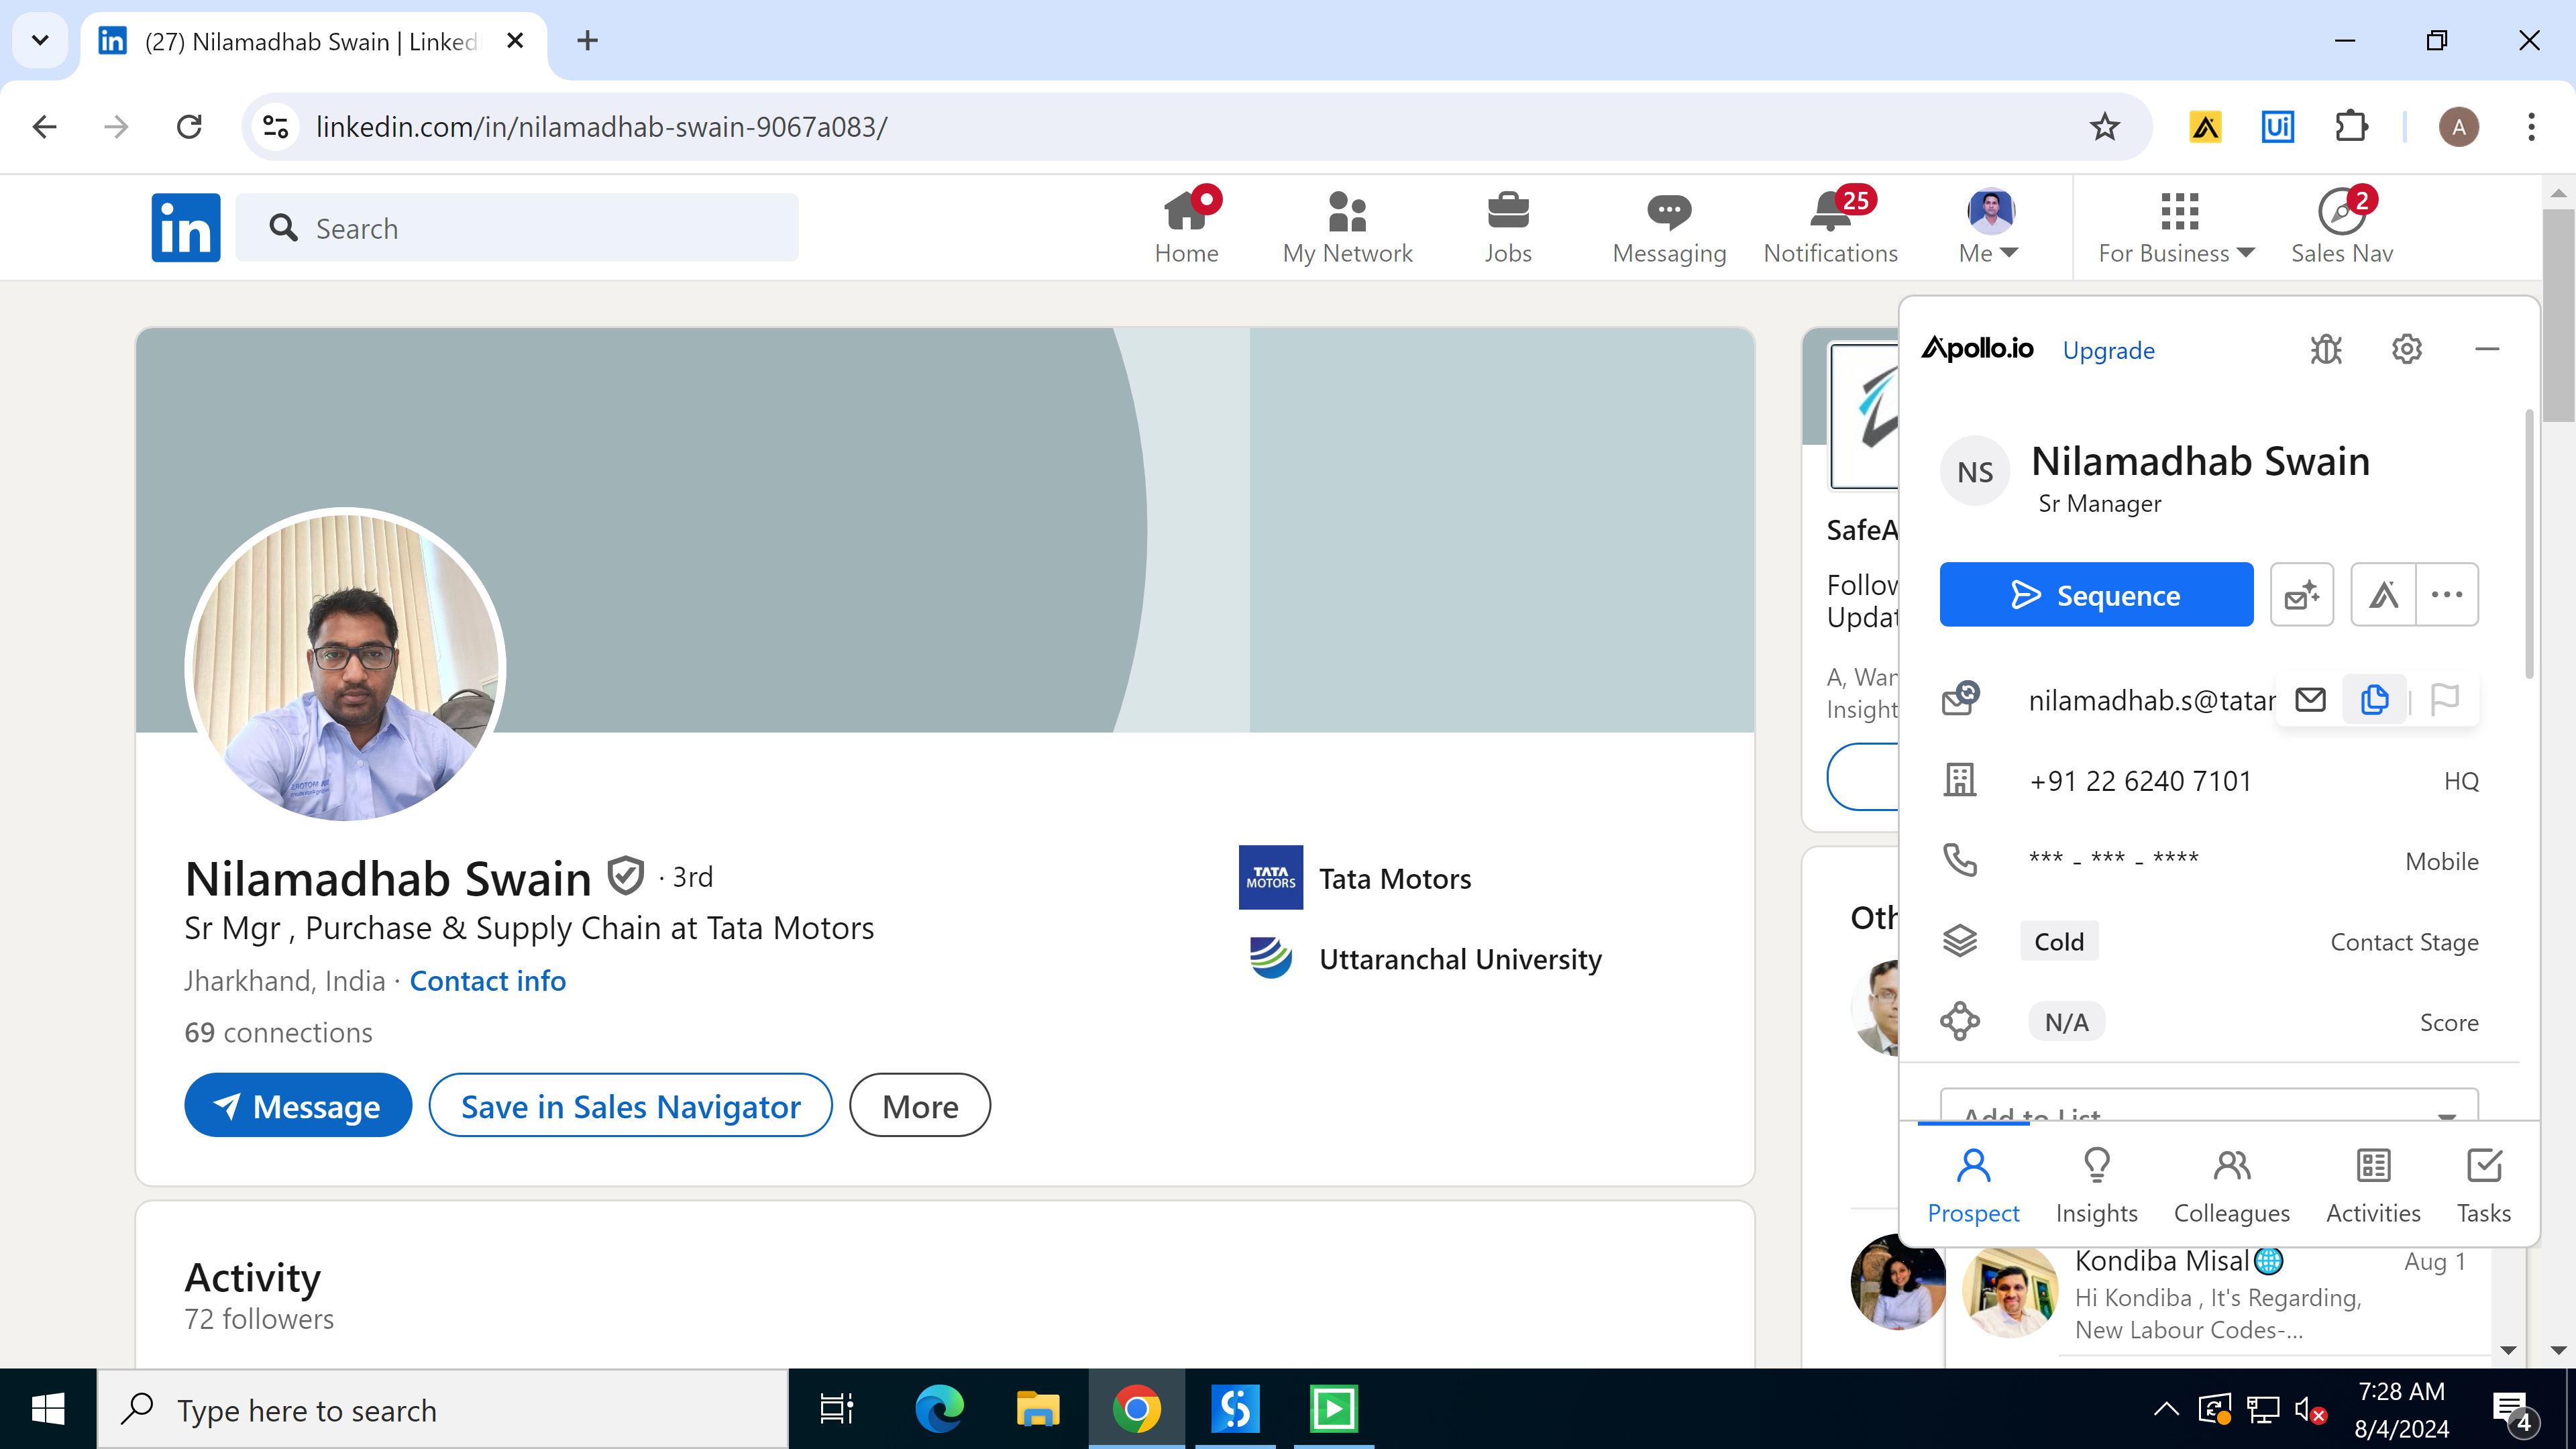 (27) Nilamadhab Swain | Linked
linkedin.com/in/nilamadhab-swain-9067a083/
A
in
Search
Home
My Network
Jobs
Messaging
25
Notifications
Me
For Business
2
Sales Nav
Nilamadhab Swain · 3rd
Sr Mgr , Purchase & Supply Chain at Tata Motors
Jharkhand, India · Contact info
69 connections
Message
Save in Sales Navigator
More
TATA MOTORS
Tata Motors
Uttaranchal University
Activity
72 followers
SafeA
Follow
Updat
A, War
Insight
Oth
Apollo.io
Upgrade
NS
Nilamadhab Swain
Sr Manager
Sequence
nilamadhab.s@tatar
+91 22 6240 7101
HQ
*** - *** - ****
Mobile
Cold
Contact Stage
N/A
Score
Add to List
Prospect
Insights
Colleagues
Activities
Tasks
Kondiba Misal
Aug 1
Hi Kondiba , It's Regarding,
New Labour Codes-...
Type here to search
7:28 AM
8/4/2024
4